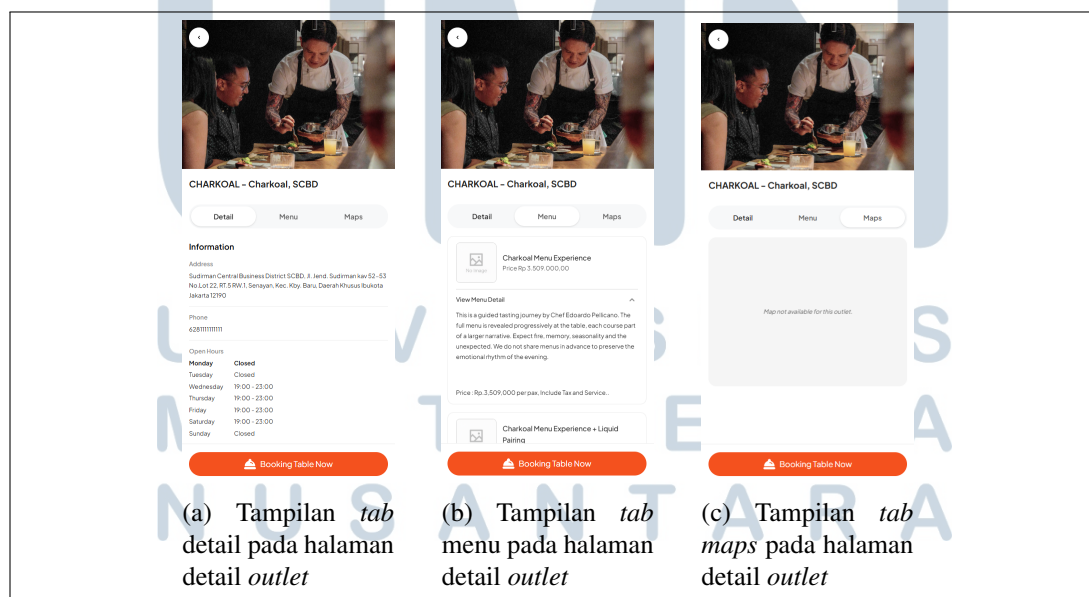 CHARKOAL - Charkoal, SCBD
Detail Menu Maps
Information
Address
Sudirman Central Business District SCBD, Jl. Jend. Sudirman kav 52-53
No.Lot 22, RT.5 RW.1, Senayan, Kec. Kby. Baru, Daerah Khusus Ibukota
Jakarta 12190
Phone
6281111111111
Open Hours
Monday Closed
Tuesday Closed
Wednesday 19:00 - 23:00
Thursday 19:00 - 23:00
Friday 19:00 - 23:00
Saturday 19:00 - 23:00
Sunday Closed
Booking Table Now
(a) Tampilan tab
detail pada halaman
detail outlet
CHARKOAL - Charkoal, SCBD
Detail Menu Maps
No Image
Charkoal Menu Experience
Price Rp 3.509.000,00
View Menu Detail
This is a guided tasting journey by Chef Edoardo Pellicano. The
full menu is revealed progressively at the table, each course part
of a larger narrative. Expect fire, memory, seasonality and the
unexpected. We do not share menus in advance to preserve the
emotional rhythm of the evening.
Price : Rp. 3,509,000 per pax, Include Tax and Service..
Charkoal Menu Experience + Liquid
Pairing
Booking Table Now
(b) Tampilan tab
menu pada halaman
detail outlet
CHARKOAL - Charkoal, SCBD
Detail Menu Maps
Map not available for this outlet.
Booking Table Now
(c) Tampilan tab
maps pada halaman
detail outlet
NUSANTARA